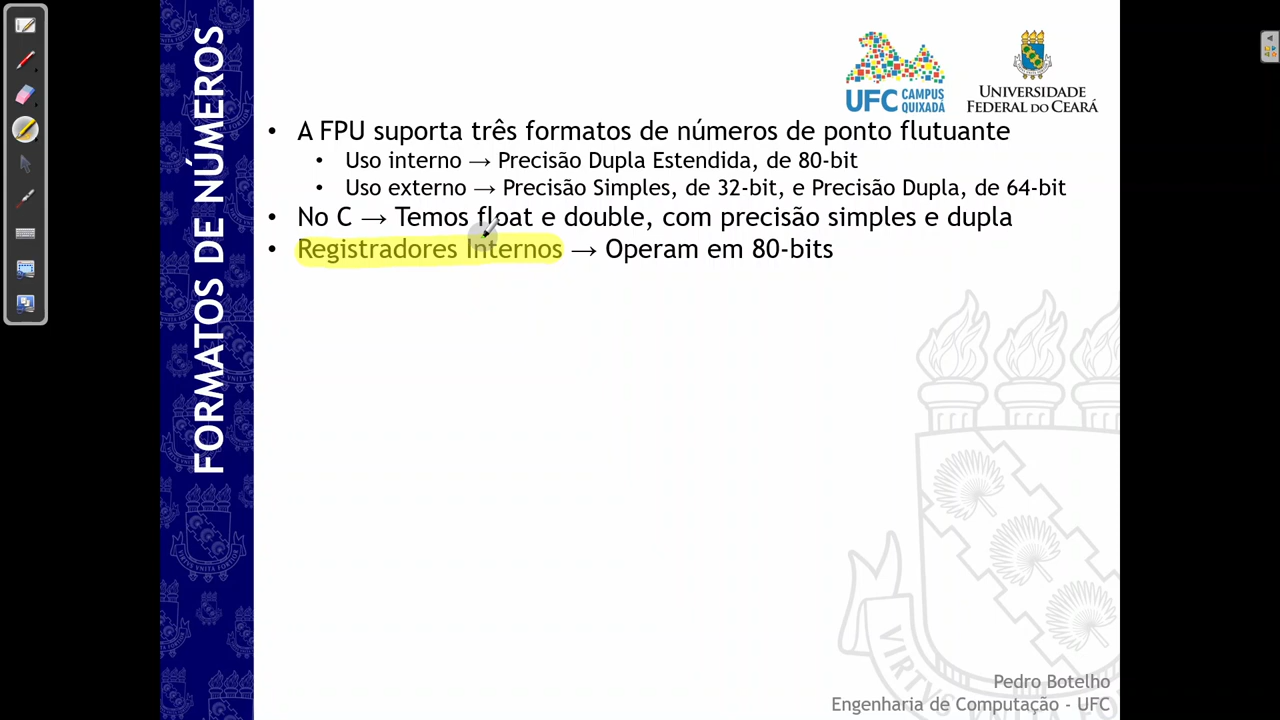 FORMATOS DE NÚMEROS
UFC CAMPUS QUIXADÁ
UNIVERSIDADE
FEDERAL DO CEARÁ
• A FPU suporta três formatos de números de ponto flutuante
• Uso interno → Precisão Dupla Estendida, de 80-bit
• Uso externo → Precisão Simples, de 32-bit, e Precisão Dupla, de 64-bit
• No C → Temos float e double, com precisão simples e dupla
• Registradores Internos → Operam em 80-bits
VIRTVS
Pedro Botelho
Engenharia de Computação - UFC